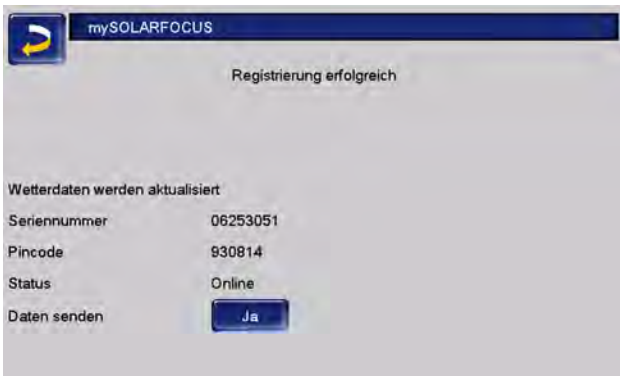 mySOLARFOCUS
Registrierung erfolgreich
Wetterdaten werden aktualisiert
Seriennummer 06253051
Pincode 930814
Status Online
Daten senden Ja